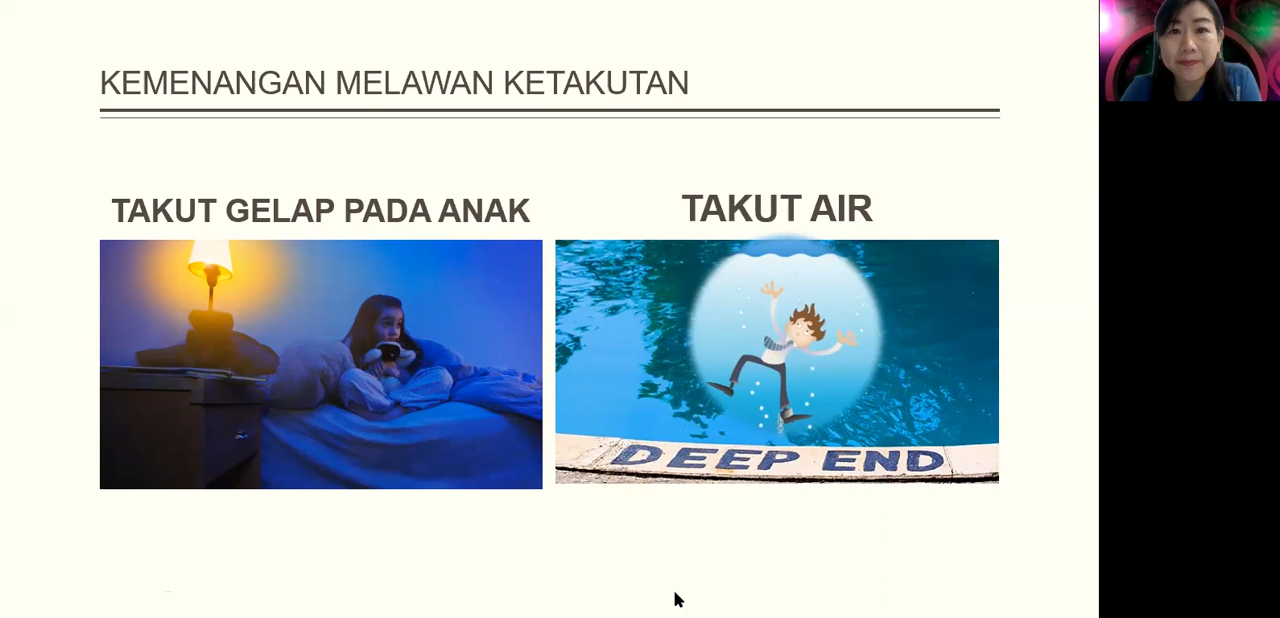 KEMENANGAN MELAWAN KETAKUTAN
TAKUT GELAP PADA ANAK
TAKUT AIR
DEEP END